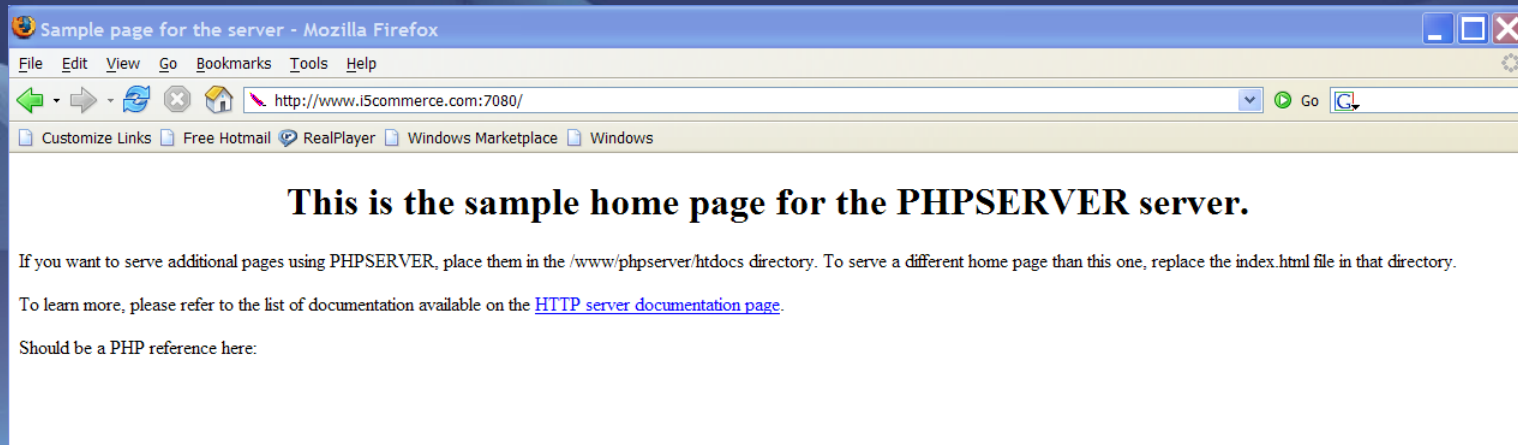 Sample page for the server - Mozilla Firefox
File Edit View Go Bookmarks Tools Help
http://www.i5commerce.com:7080/ Go G
Customize Links Free Hotmail RealPlayer Windows Marketplace Windows
This is the sample home page for the PHPSERVER server.
If you want to serve additional pages using PHPSERVER, place them in the /www/phpserver/htdocs directory. To serve a different home page than this one, replace the index.html file in that directory.
To learn more, please refer to the list of documentation available on the HTTP server documentation page.
Should be a PHP reference here: